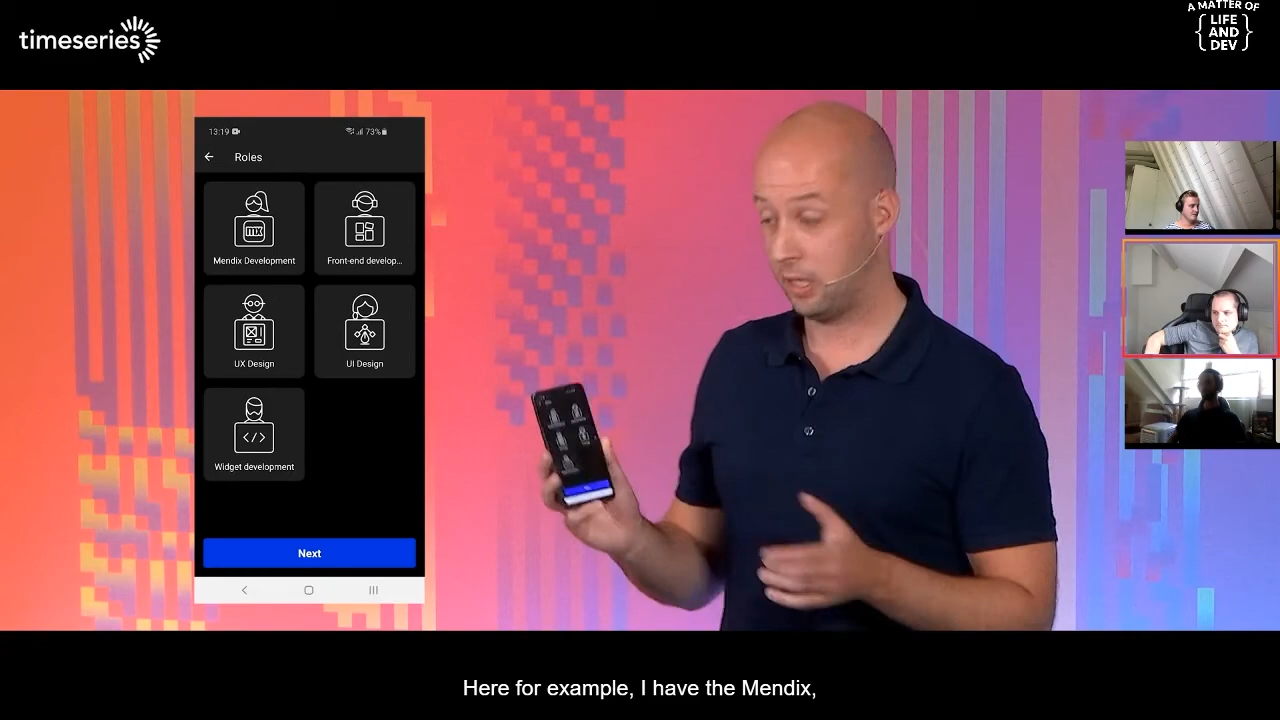 timeseries
A MATTER OF
{ LIFE
AND
DEV }
13:19
73%
Roles
Mendix Development
Front-end develop...
UX Design
UI Design
</>
Widget development
Next
Here for example, I have the Mendix,